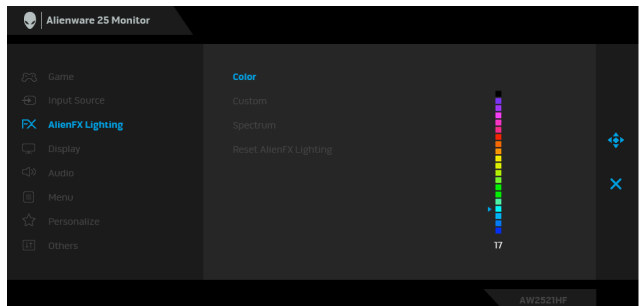 Alienware 25 Monitor
Game
Input Source
FX AlienFX Lighting
Display
Audio
Menu
Personalize
Others
Color
Custom
Spectrum
Reset AlienFX Lighting
17
AW2521HF